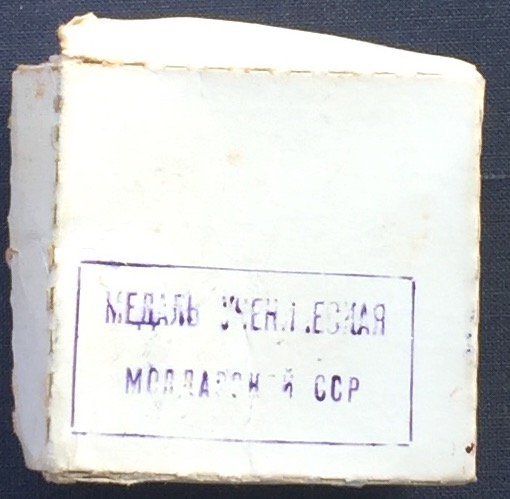 МЕДАЛЬ УЧЕНИЧЕСКАЯ
МОЛДАВСКОЙ ССР